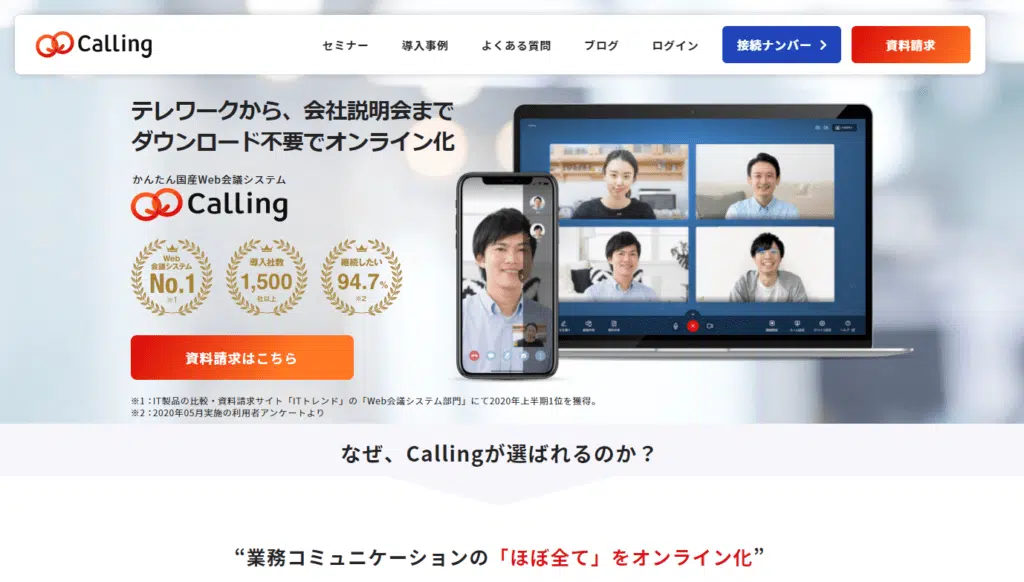 Calling
セミナー
導入事例
よくある質問
ブログ
ログイン
接続ナンバー
資料請求
テレワークから、会社説明会まで
ダウンロード不要でオンライン化
かんたん国産Web会議システム
Calling
Web
会議システム
No.1
※1
導入社数
1,500
社以上
継続したい
94.7%
※2
資料請求はこちら
※1：IT製品の比較・資料請求サイト「ITトレンド」の「Web会議システム部門」にて2020年上半期1位を獲得。
※2：2020年05月実施の利用者アンケートより
なぜ、Callingが選ばれるのか？
“業務コミュニケーションの「ほぼ全て」をオンライン化”